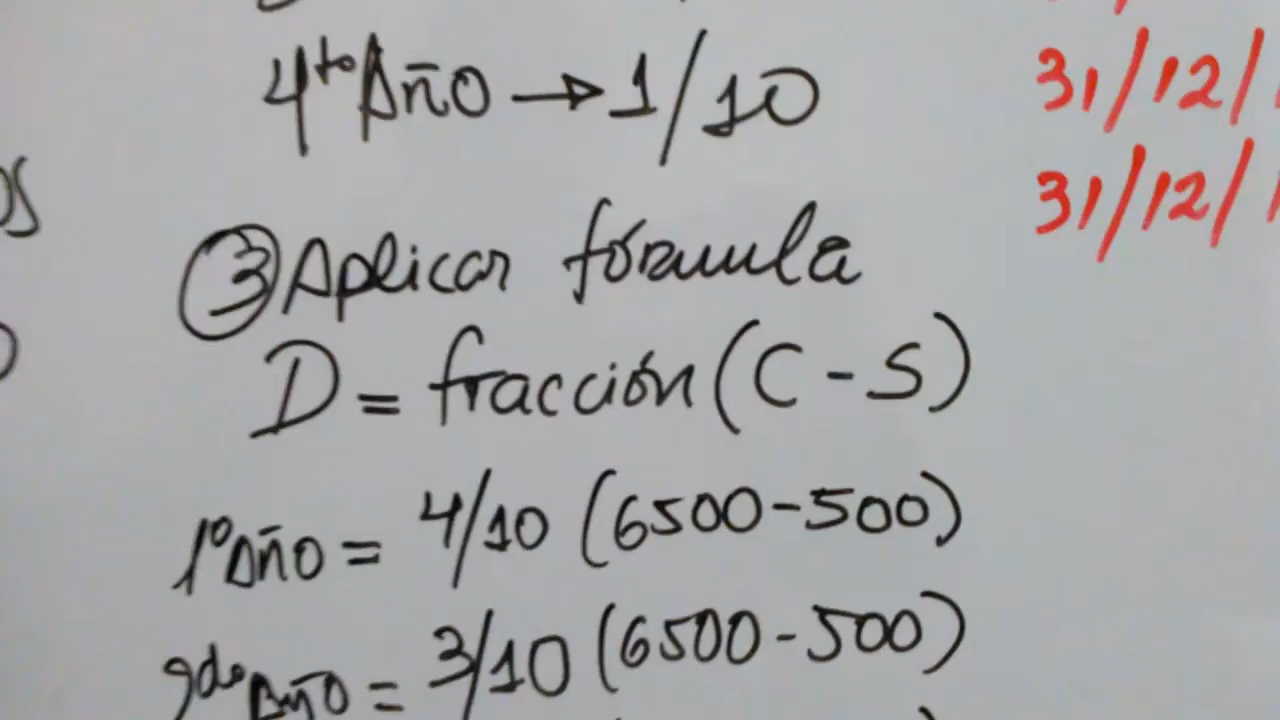 4to Año → 1/10
31/12/
31/12/
③ Aplicar fórmula
D = fracción (C - S)
1º Año = 4/10 (6500 - 500)
2do Año = 3/10 (6500 - 500)